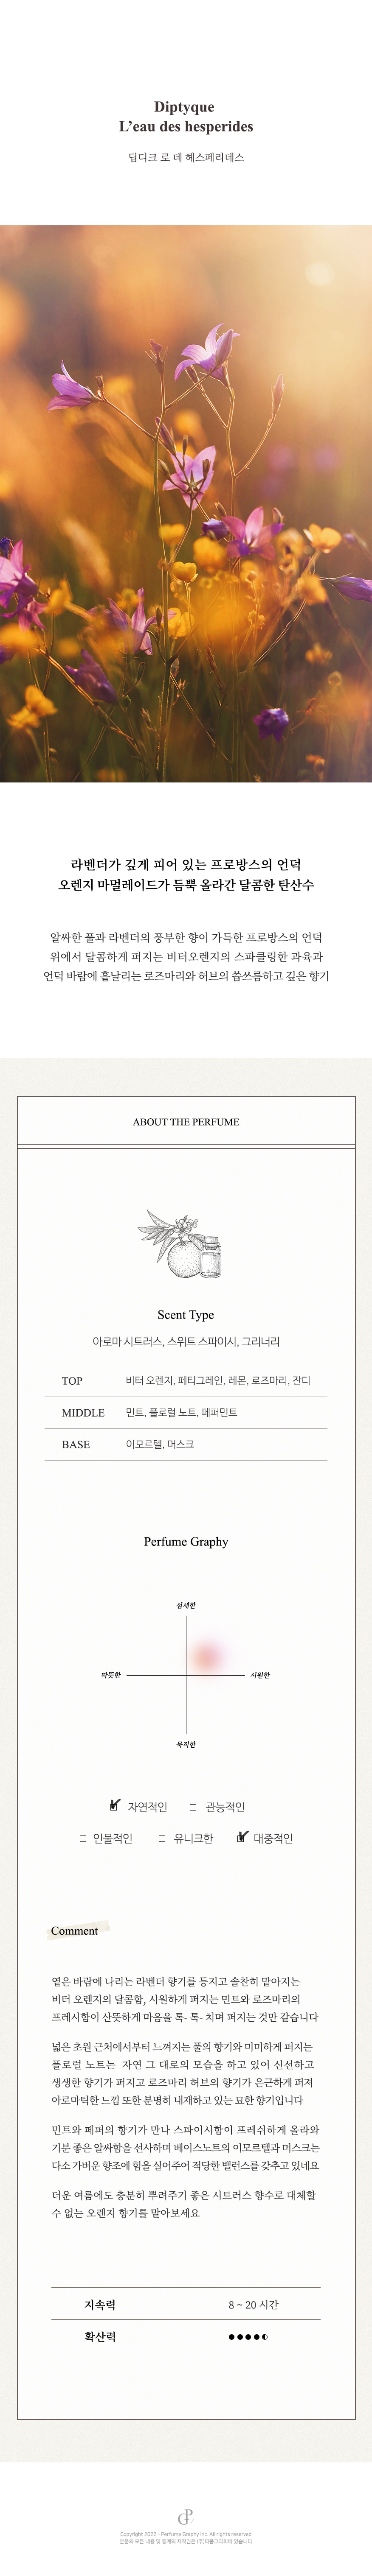 Diptyque
L’eau des hesperides
딥디크 로 데 헤스페리데스
라벤더가 깊게 피어 있는 프로방스의 언덕
오렌지 마멀레이드가 듬뿍 올라간 달콤한 탄산수
알싸한 풀과 라벤더의 풍부한 향이 가득한 프로방스의 언덕
위에서 달콤하게 퍼지는 비터오렌지의 스파클링한 과육과
언덕 바람에 흩날리는 로즈마리와 허브의 씁쓰름하고 깊은 향기
ABOUT THE PERFUME
Scent Type
아로마 시트러스, 스위트 스파이시, 그리너리
TOP 비터 오렌지, 페티그레인, 레몬, 로즈마리, 잔디
MIDDLE 민트, 플로럴 노트, 페퍼민트
BASE 이모르텔, 머스크
Perfume Graphy
섬세한
따뜻한 시원한
묵직한
자연적인 관능적인
인물적인 유니크한 대중적인
Comment
옅은 바람에 나리는 라벤더 향기를 등지고 솔찬히 맡아지는
비터 오렌지의 달콤함, 시원하게 퍼지는 민트와 로즈마리의
프레시함이 산뜻하게 마음을 톡- 톡- 치며 퍼지는 것만 같습니다
넓은 초원 근처에서부터 느껴지는 풀의 향기와 미미하게 퍼지는
플로럴 노트는 자연 그 대로의 모습을 하고 있어 신선하고
생생한 향기가 퍼지고 로즈마리 허브의 향기가 은근하게 퍼져
아로마틱한 느낌 또한 분명히 내재하고 있는 묘한 향기입니다
민트와 페퍼의 향기가 만나 스파이시함이 프레쉬하게 올라와
기분 좋은 알싸함을 선사하며 베이스노트의 이모르텔과 머스크는
다소 가벼운 향조에 힘을 실어주어 적당한 밸런스를 갖추고 있네요
더운 여름에도 충분히 뿌려주기 좋은 시트러스 향수로 대체할
수 없는 오렌지 향기를 맡아보세요
지속력 8 ~ 20 시간
확산력
GP
Copyright 2022 - Perfume Graphy Inc. All rights reserved
본문의 모든 내용 및 통계의 저작권은 (주)퍼퓸그라피에 있습니다